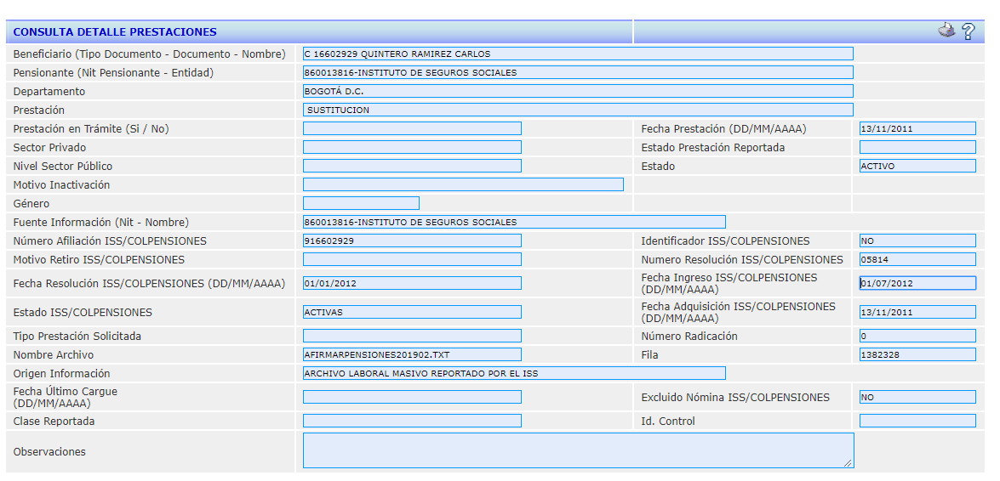 CONSULTA DETALLE PRESTACIONES
Beneficiario (Tipo Documento - Documento - Nombre) C 16602929 QUINTERO RAMIREZ CARLOS
Pensionante (Nit Pensionante - Entidad) 860013816-INSTITUTO DE SEGUROS SOCIALES
Departamento BOGOTÁ D.C.
Prestación SUSTITUCION
Prestación en Trámite (Si / No) Fecha Prestación (DD/MM/AAAA) 13/11/2011
Sector Privado Estado Prestación Reportada
Nivel Sector Público Estado ACTIVO
Motivo Inactivación
Género
Fuente Información (Nit - Nombre) 860013816-INSTITUTO DE SEGUROS SOCIALES
Número Afiliación ISS/COLPENSIONES 916602929 Identificador ISS/COLPENSIONES NO
Motivo Retiro ISS/COLPENSIONES Numero Resolución ISS/COLPENSIONES 05814
Fecha Resolución ISS/COLPENSIONES (DD/MM/AAAA) 01/01/2012 Fecha Ingreso ISS/COLPENSIONES
(DD/MM/AAAA) 01/07/2012
Estado ISS/COLPENSIONES ACTIVAS Fecha Adquisición ISS/COLPENSIONES
(DD/MM/AAAA) 13/11/2011
Tipo Prestación Solicitada Número Radicación 0
Nombre Archivo AFIRMARPENSIONES201902.TXT Fila 1382328
Origen Información ARCHIVO LABORAL MASIVO REPORTADO POR EL ISS
Fecha Último Cargue
(DD/MM/AAAA) Excluido Nómina ISS/COLPENSIONES NO
Clase Reportada Id. Control
Observaciones